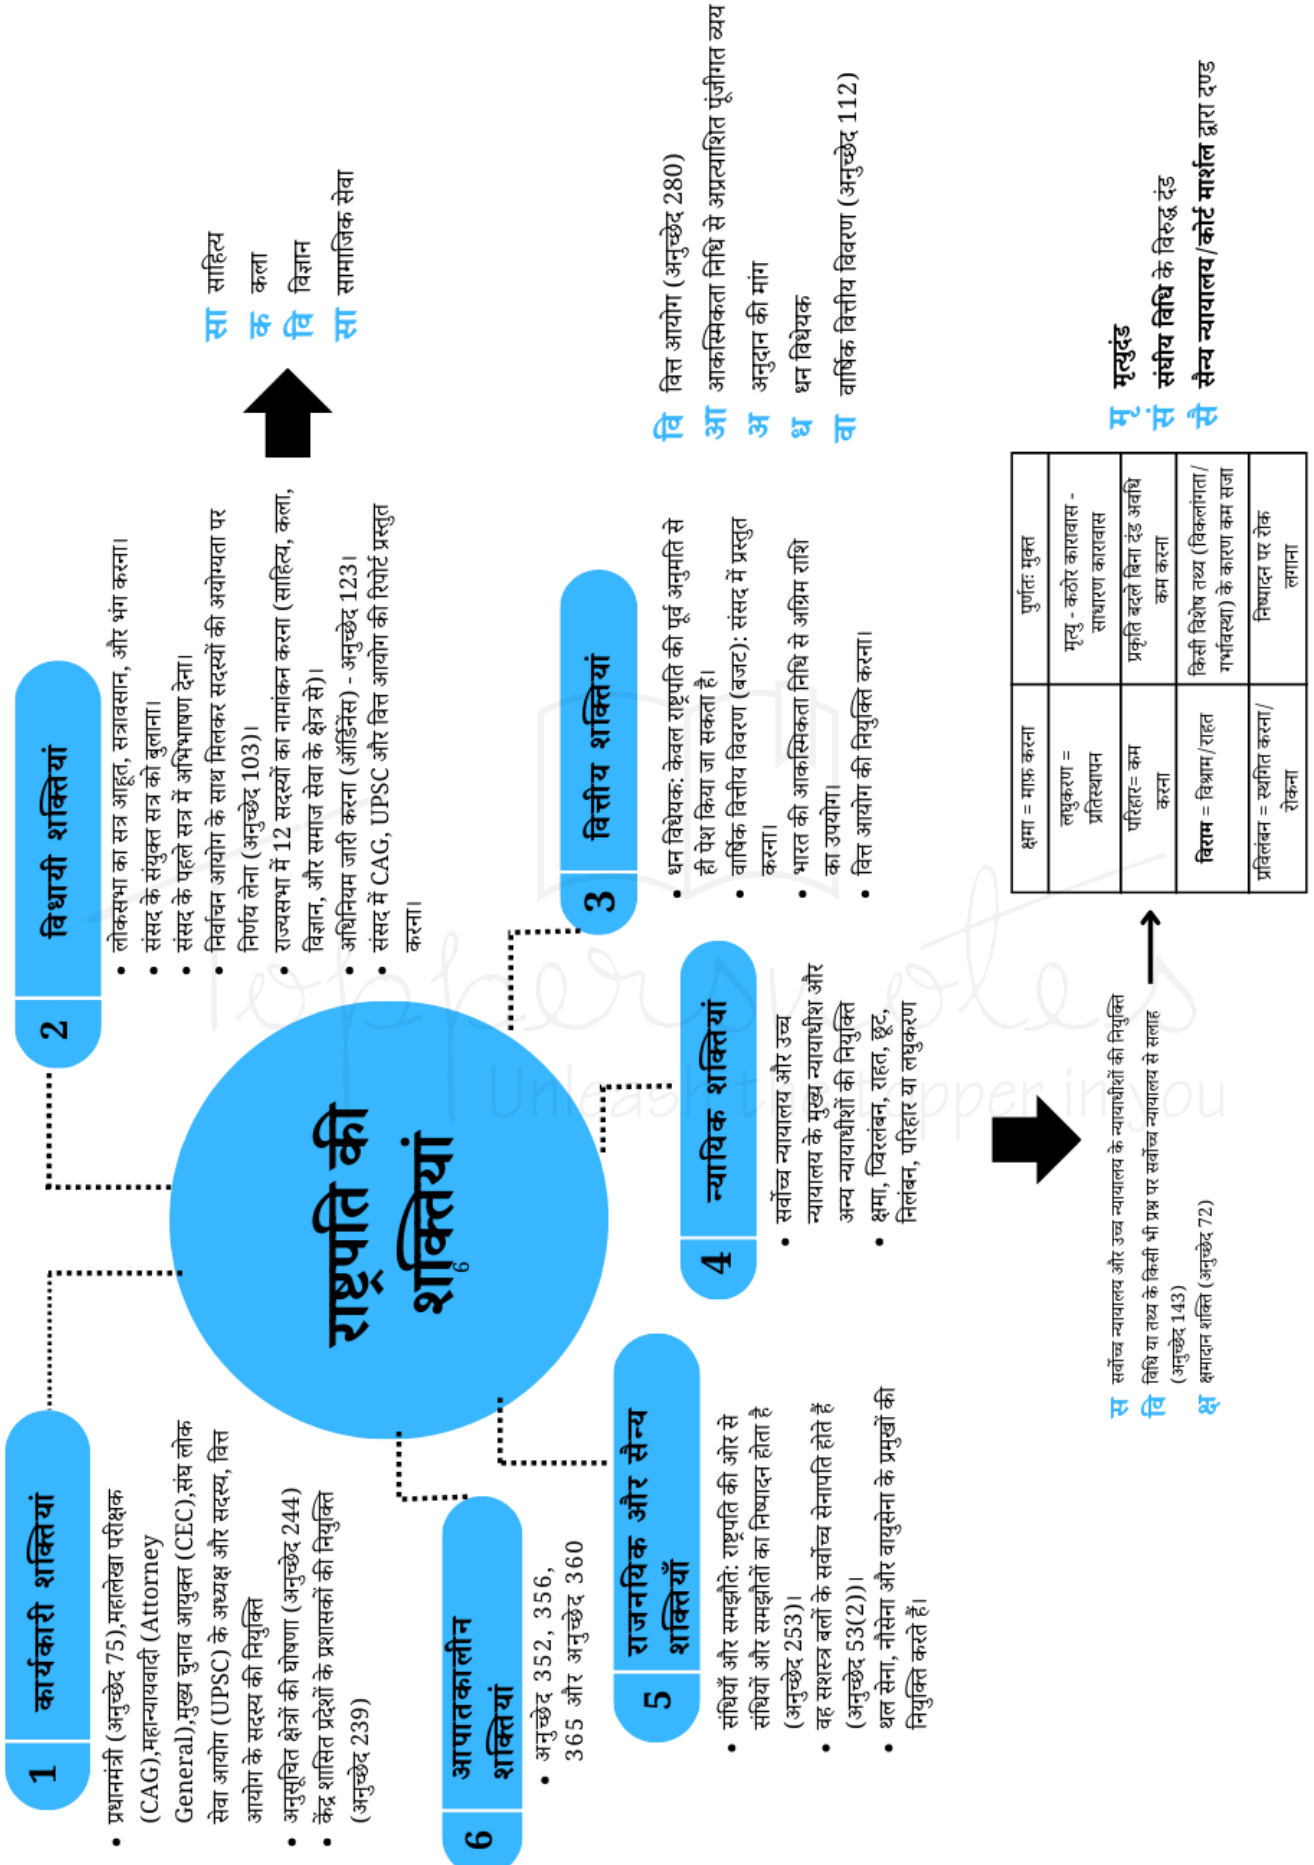 राष्ट्रपति की
शक्तियां
6
1 कार्यकारी शक्तियां
• प्रधानमंत्री (अनुच्छेद 75),महालेखा परीक्षक
(CAG),महान्यायवादी (Attorney
General),मुख्य चुनाव आयुक्त (CEC),संघ लोक
सेवा आयोग (UPSC) के अध्यक्ष और सदस्य, वित्त
आयोग के सदस्य की नियुक्ति
• अनुसूचित क्षेत्रों की घोषणा (अनुच्छेद 244)
• केंद्र शासित प्रदेशों के प्रशासकों की नियुक्ति
(अनुच्छेद 239)
2 विधायी शक्तियां
• लोकसभा का सत्र आहूत, सत्रावसान, और भंग करना।
• संसद के संयुक्त सत्र को बुलाना।
• संसद के पहले सत्र में अभिभाषण देना।
• निर्वाचन आयोग के साथ मिलकर सदस्यों की अयोग्यता पर
निर्णय लेना (अनुच्छेद 103)।
• राज्यसभा में 12 सदस्यों का नामांकन करना (साहित्य, कला,
विज्ञान, और समाज सेवा के क्षेत्र से)।
• अधिनियम जारी करना (ऑर्डिनेंस) - अनुच्छेद 123।
• संसद में CAG, UPSC और वित्त आयोग की रिपोर्ट प्रस्तुत
करना।
सा साहित्य
क कला
वि विज्ञान
सा सामाजिक सेवा
3 वित्तीय शक्तियां
• धन विधेयक: केवल राष्ट्रपति की पूर्व अनुमति से
ही पेश किया जा सकता है।
• वार्षिक वित्तीय विवरण (बजट): संसद में प्रस्तुत
करना।
• भारत की आकस्मिकता निधि से अग्रिम राशि
का उपयोग।
• वित्त आयोग की नियुक्ति करना।
वि वित्त आयोग (अनुच्छेद 280)
आ आकस्मिकता निधि से अप्रत्याशित पूंजीगत व्यय
अ अनुदान की मांग
ध धन विधेयक
वा वार्षिक वित्तीय विवरण (अनुच्छेद 112)
4 न्यायिक शक्तियां
• सर्वोच्च न्यायालय और उच्च
न्यायालय के मुख्य न्यायाधीश और
अन्य न्यायाधीशों की नियुक्ति
• क्षमा, प्विरलंबन, राहत, छूट,
निलंबन, परिहार या लघुकरण
स सर्वोच्च न्यायालय और उच्च न्यायालय के न्यायाधीशों की नियुक्ति
वि विधि या तथ्य के किसी भी प्रश्न पर सर्वोच्च न्यायालय से सलाह
(अनुच्छेद 143)
क्ष क्षमादान शक्ति (अनुच्छेद 72)
क्षमा = माफ़ करना
पुर्णतः मुक्त
लघुकरण =
प्रतिस्थापन
मृत्यु - कठोर कारावास -
साधारण कारावास
परिहार= कम
करना
प्रकृति बदले बिना दंड अवधि
कम करना
विराम = विश्राम/राहत
किसी विशेष तथ्य (विकलांगता/
गर्भावस्था) के कारण कम सजा
प्रविलंबन = स्थगित करना/
रोकना
निष्पादन पर रोक
लगाना
मृ मृत्युदंड
सं संघीय विधि के विरुद्ध दंड
सै सैन्य न्यायालय/कोर्ट मार्शल द्वारा दण्ड
5 राजनयिक और सैन्य
शक्तियाँ
• संधियाँ और समझौते: राष्ट्रपति की ओर से
संधियों और समझौतों का निष्पादन होता है
(अनुच्छेद 253)।
• वह सशस्त्र बलों के सर्वोच्च सेनापति होते हैं
(अनुच्छेद 53(2))।
• थल सेना, नौसेना और वायुसेना के प्रमुखों की
नियुक्ति करते हैं।
6 आपातकालीन
शक्तियां
• अनुच्छेद 352, 356,
365 और अनुच्छेद 360
Toppersnotes
Unleash the topper in you